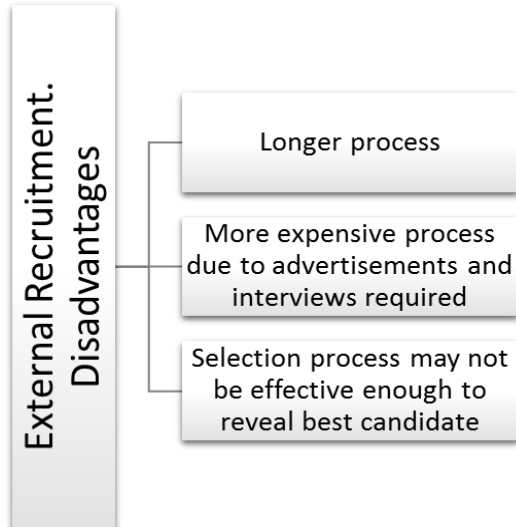 External Recruitment.
Disadvantages
Longer process
More expensive process
due to advertisements and
interviews required
Selection process may not
be effective enough to
reveal best candidate